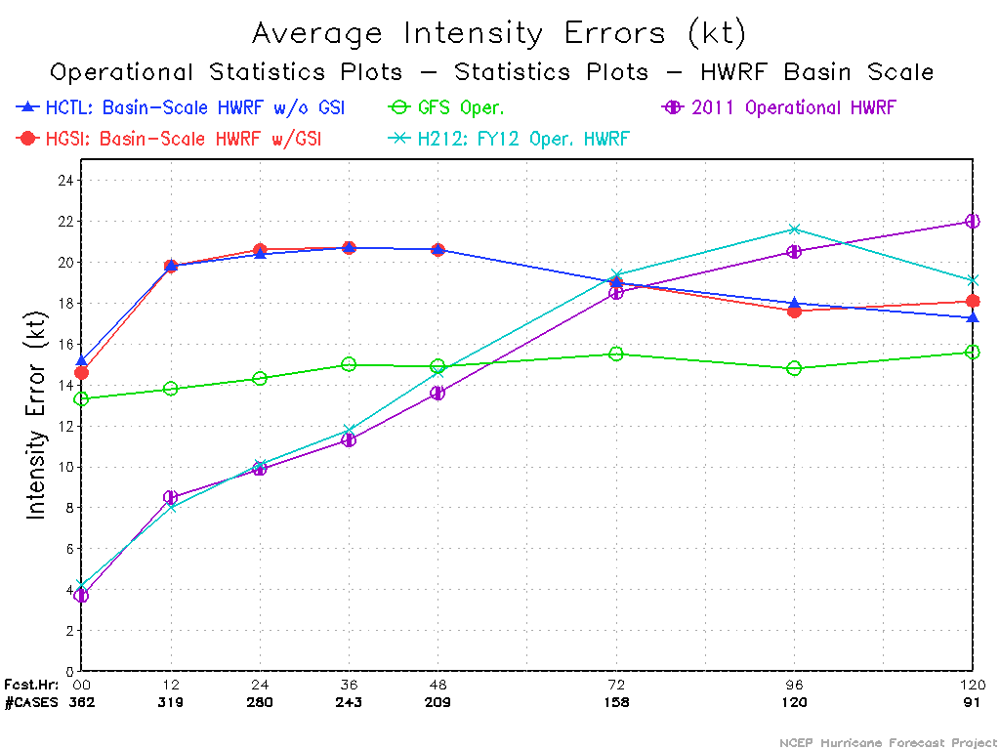 Average Intensity Errors (kt)
Operational Statistics Plots – Statistics Plots – HWRF Basin Scale
HCTL: Basin-Scale HWRF w/o GSI GFS Oper. 2011 Operational HWRF
HGSI: Basin-Scale HWRF w/GSI H212: FY12 Oper. HWRF
24
22
20
18
16
14
12
10
8
6
4
2
0
Intensity Error (kt)
Fcst.Hr: 00 12 24 36 48 72 96 120
#CASES 362 319 280 243 209 158 120 91
NCEP Hurricane Forecast Project